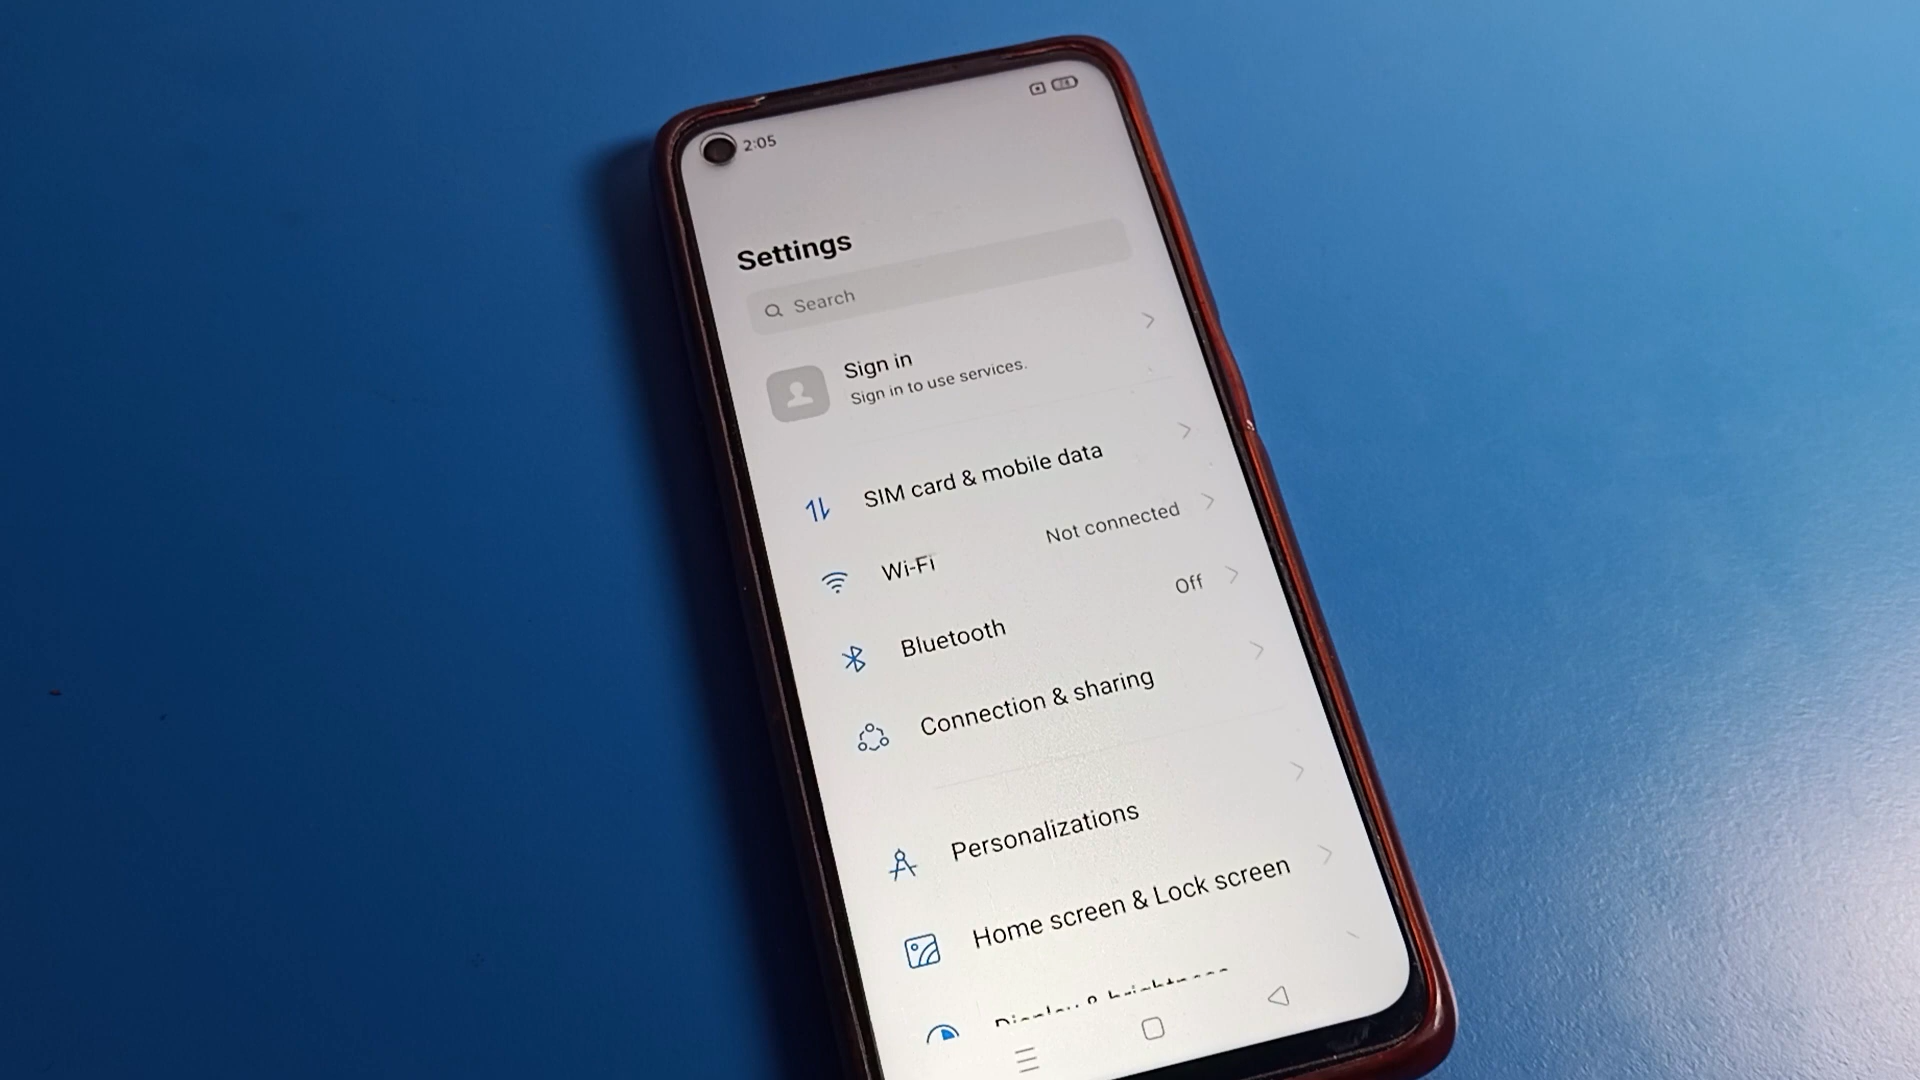 2:05
Settings
Search
Sign in
Sign in to use services.
SIM card & mobile data
Wi-Fi
Not connected
Bluetooth
Off
Connection & sharing
Personalizations
Home screen & Lock screen